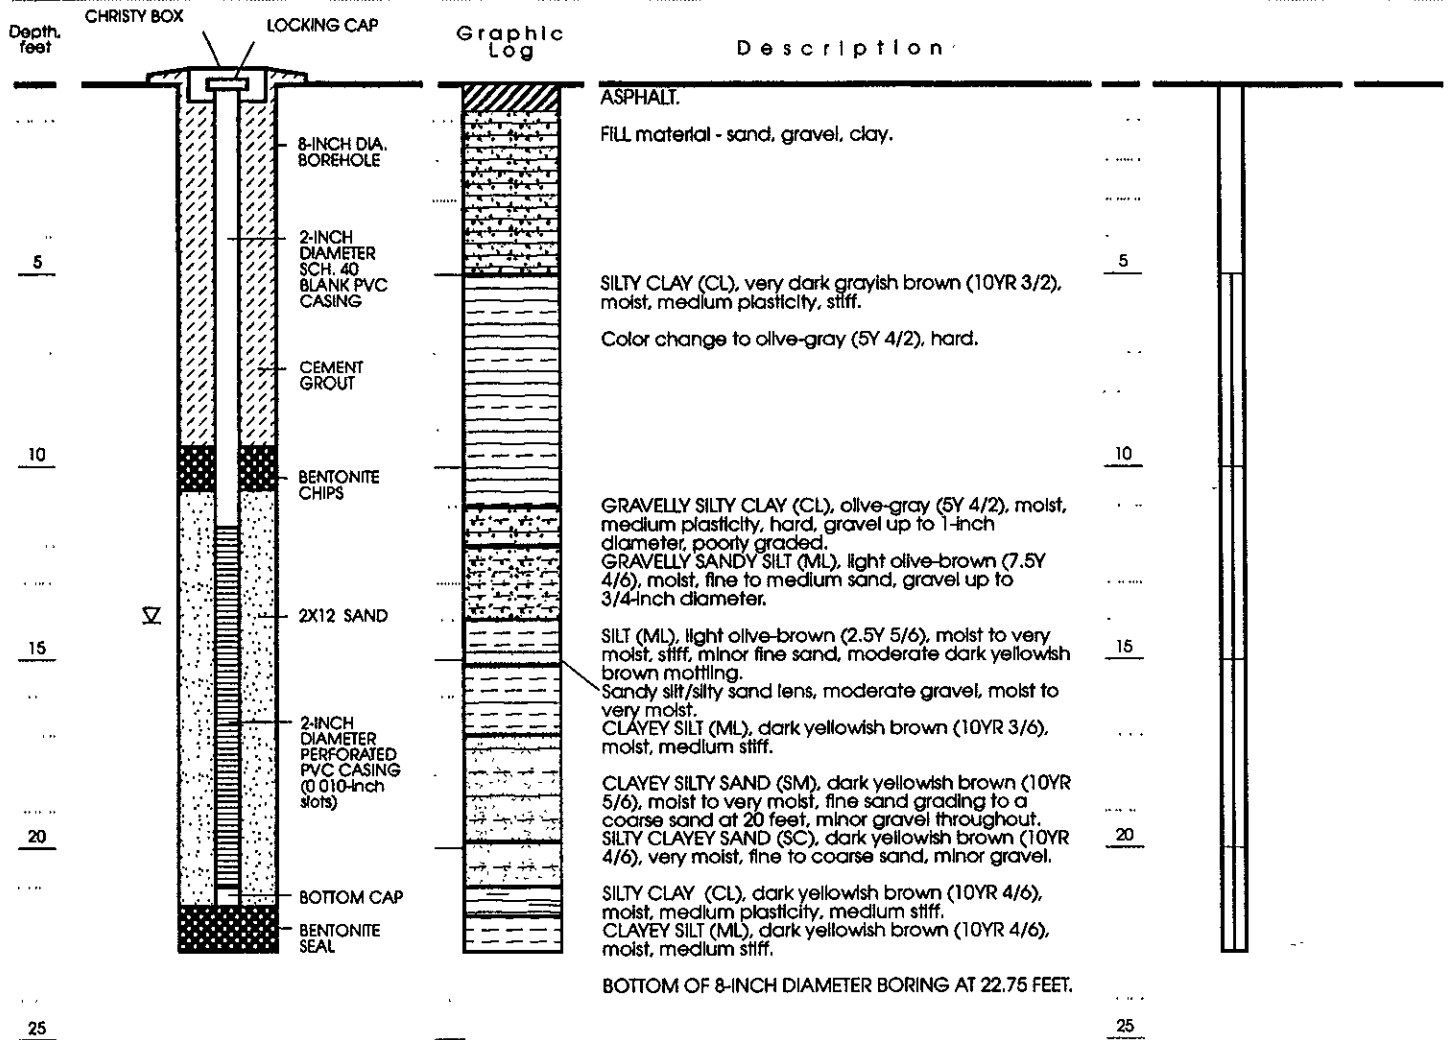 Depth, feet
CHRISTY BOX
LOCKING CAP
Graphic
Log
Description
8-INCH DIA.
BOREHOLE
2-INCH
DIAMETER
SCH. 40
BLANK PVC
CASING
CEMENT
GROUT
BENTONITE
CHIPS
2X12 SAND
2-INCH
DIAMETER
PERFORATED
PVC CASING
(0.010-inch
slots)
BOTTOM CAP
BENTONITE
SEAL
5
10
15
20
25
ASPHALT.
Fill material - sand, gravel, clay.
SILTY CLAY (CL), very dark grayish brown (10YR 3/2),
moist, medium plasticity, stiff.
Color change to olive-gray (5Y 4/2), hard.
GRAVELLY SILTY CLAY (CL), olive-gray (5Y 4/2), moist,
medium plasticity, hard, gravel up to 1-inch
diameter, poorly graded.
GRAVELLY SANDY SILT (ML), light olive-brown (7.5Y
4/6), moist, fine to medium sand, gravel up to
3/4-inch diameter.
SILT (ML), light olive-brown (2.5Y 5/6), moist to very
moist, stiff, minor fine sand, moderate dark yellowish
brown mottling.
Sandy silt/silty sand lens, moderate gravel, moist to
very moist.
CLAYEY SILT (ML), dark yellowish brown (10YR 3/6),
moist, medium stiff.
CLAYEY SILTY SAND (SM), dark yellowish brown (10YR
5/6), moist to very moist, fine sand grading to a
coarse sand at 20 feet, minor gravel throughout.
SILTY CLAYEY SAND (SC), dark yellowish brown (10YR
4/6), very moist, fine to coarse sand, minor gravel.
SILTY CLAY (CL), dark yellowish brown (10YR 4/6),
moist, medium plasticity, medium stiff.
CLAYEY SILT (ML), dark yellowish brown (10YR 4/6),
moist, medium stiff.
BOTTOM OF 8-INCH DIAMETER BORING AT 22.75 FEET.
5
10
15
20
25